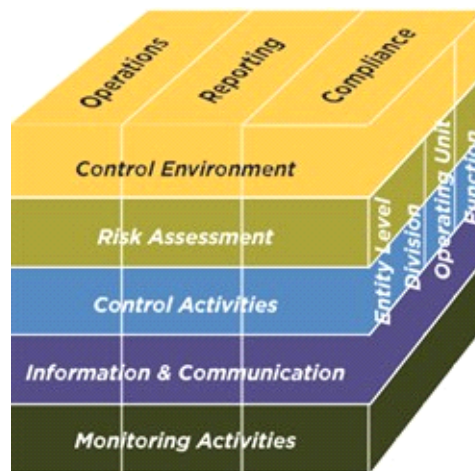 Operations
Reporting
Compliance
Control Environment
Risk Assessment
Control Activities
Information & Communication
Monitoring Activities
Entity Level
Division
Operating Unit
Function